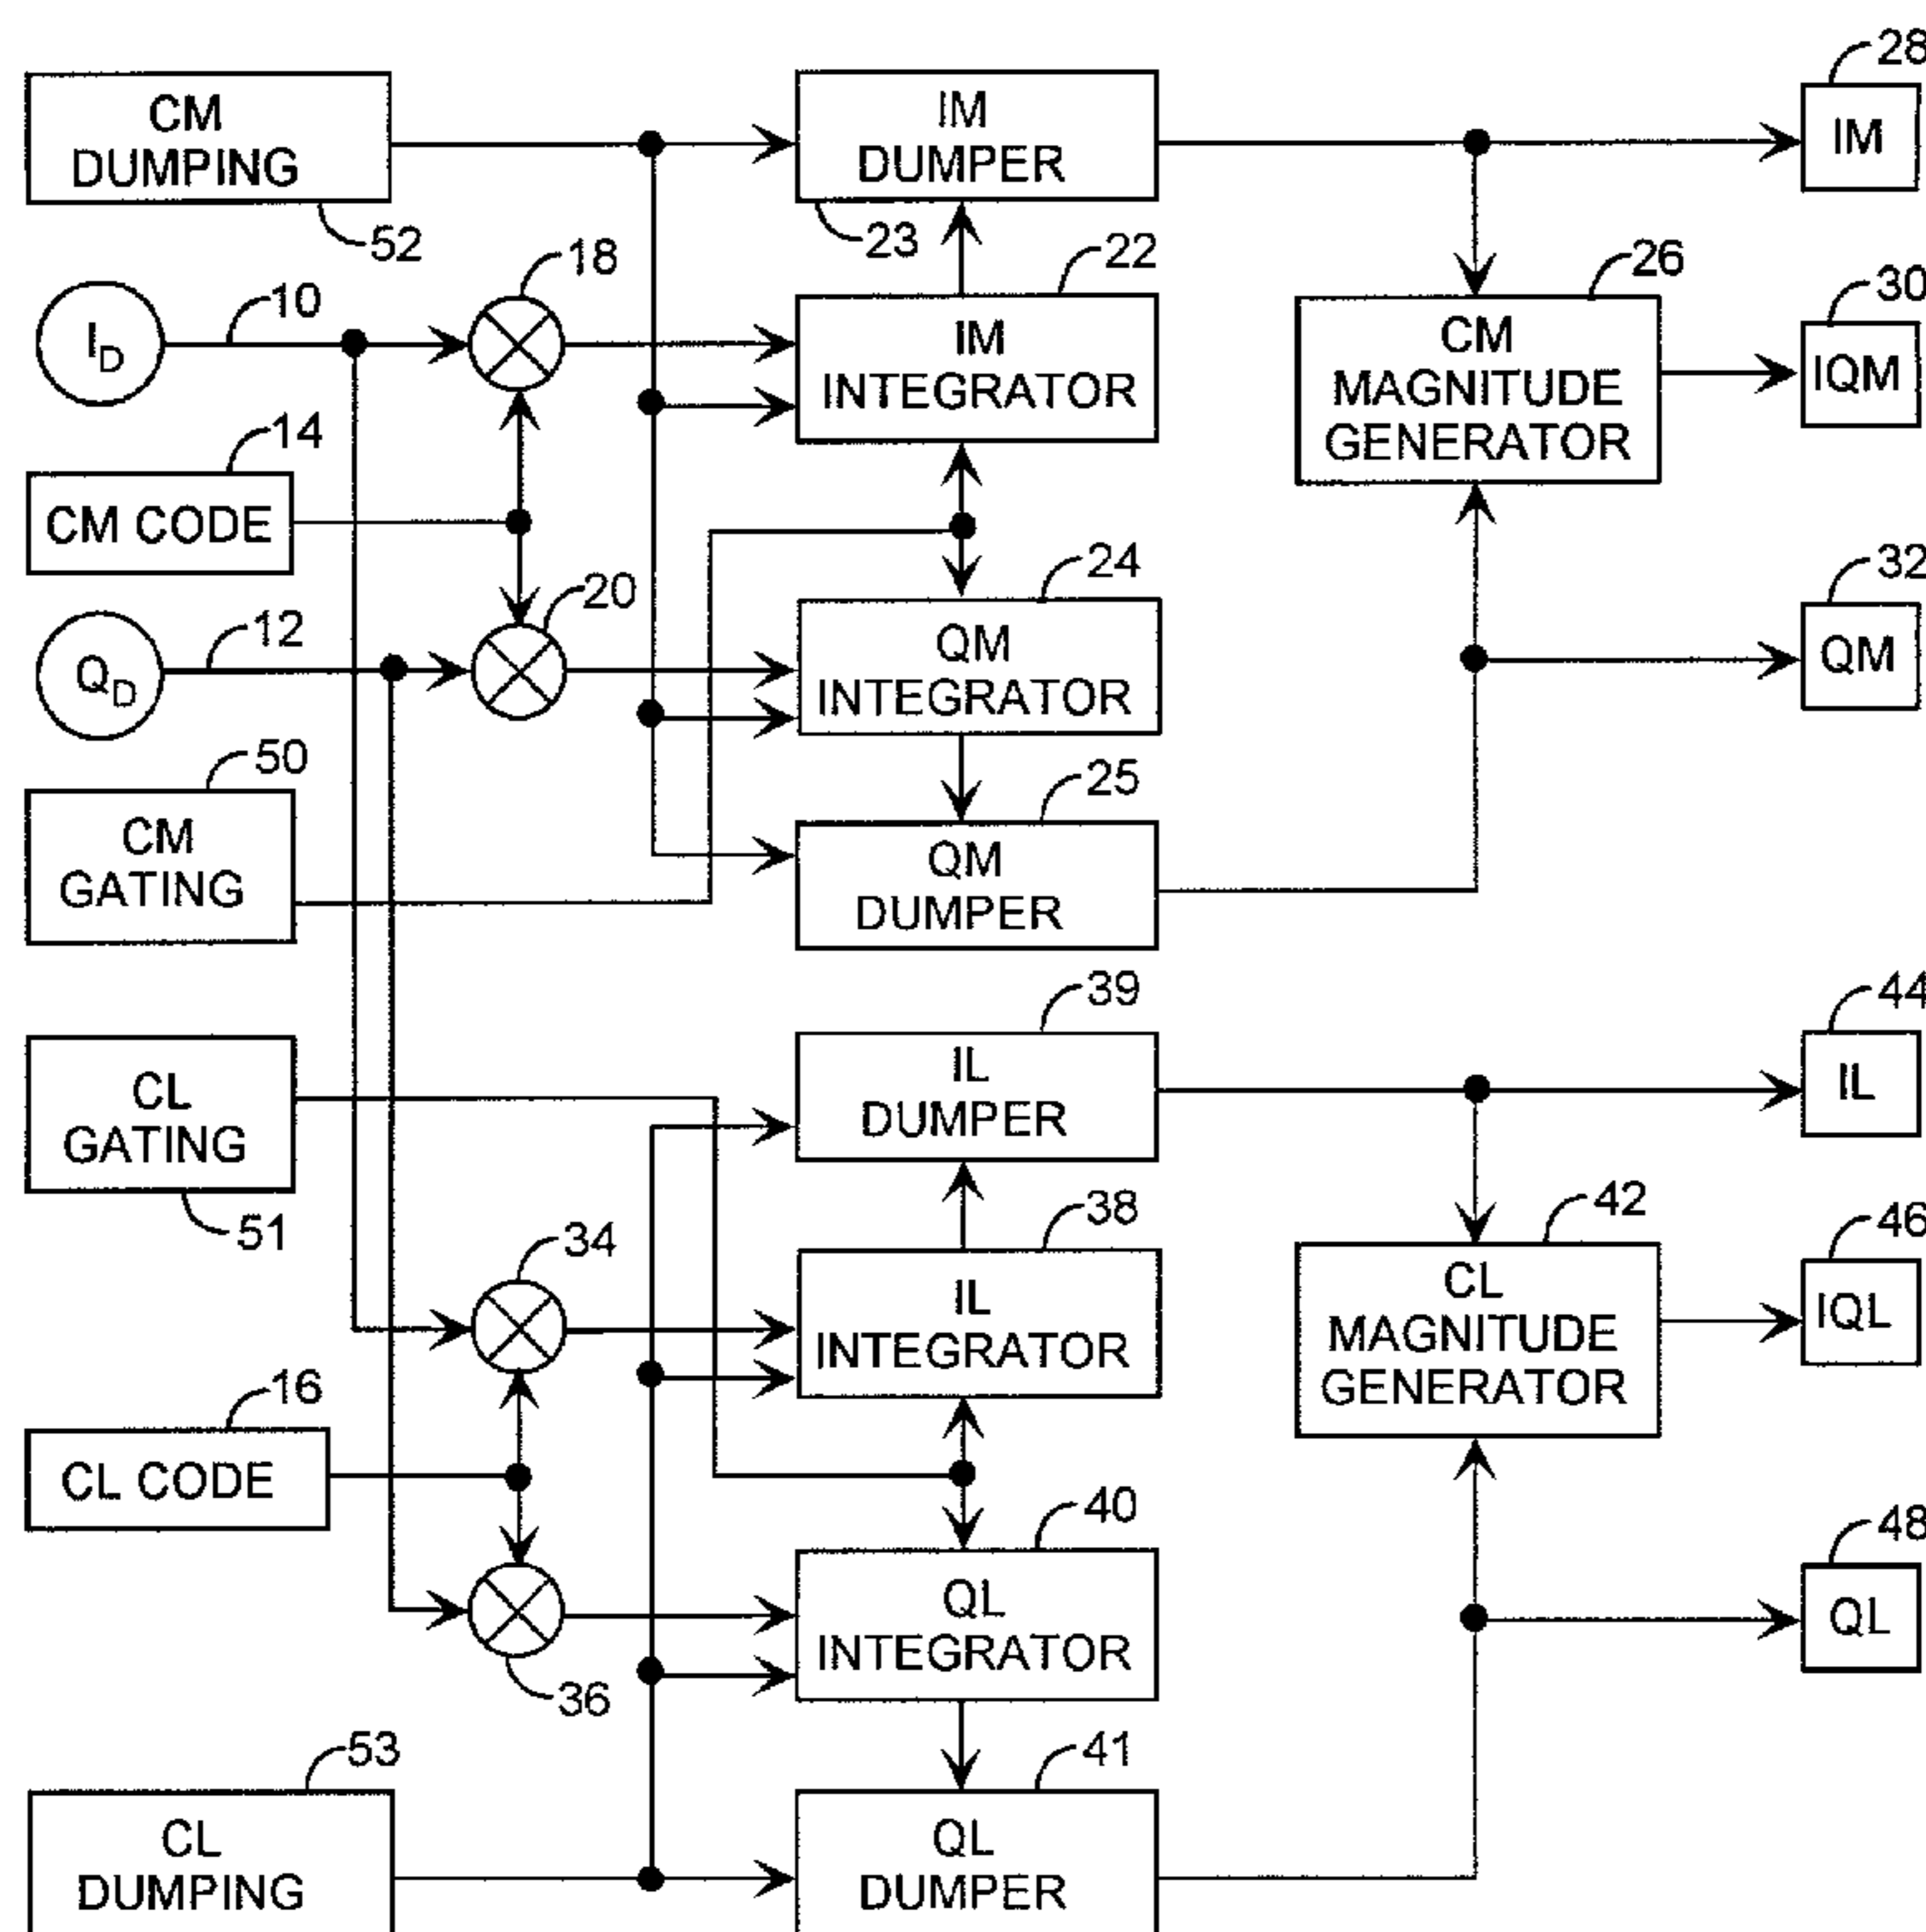 28
CM
DUMPING
IM
DUMPER
IM
52
23
18
22
26
30
10
I_D
IM
INTEGRATOR
CM
MAGNITUDE
GENERATOR
IQM
14
CM CODE
24
32
20
12
Q_D
QM
INTEGRATOR
QM
50
25
CM
GATING
QM
DUMPER
39
44
CL
GATING
IL
DUMPER
IL
51
34
38
42
46
IL
INTEGRATOR
CL
MAGNITUDE
GENERATOR
IQL
16
CL CODE
40
48
QL
INTEGRATOR
QL
36
53
41
CL
DUMPING
QL
DUMPER